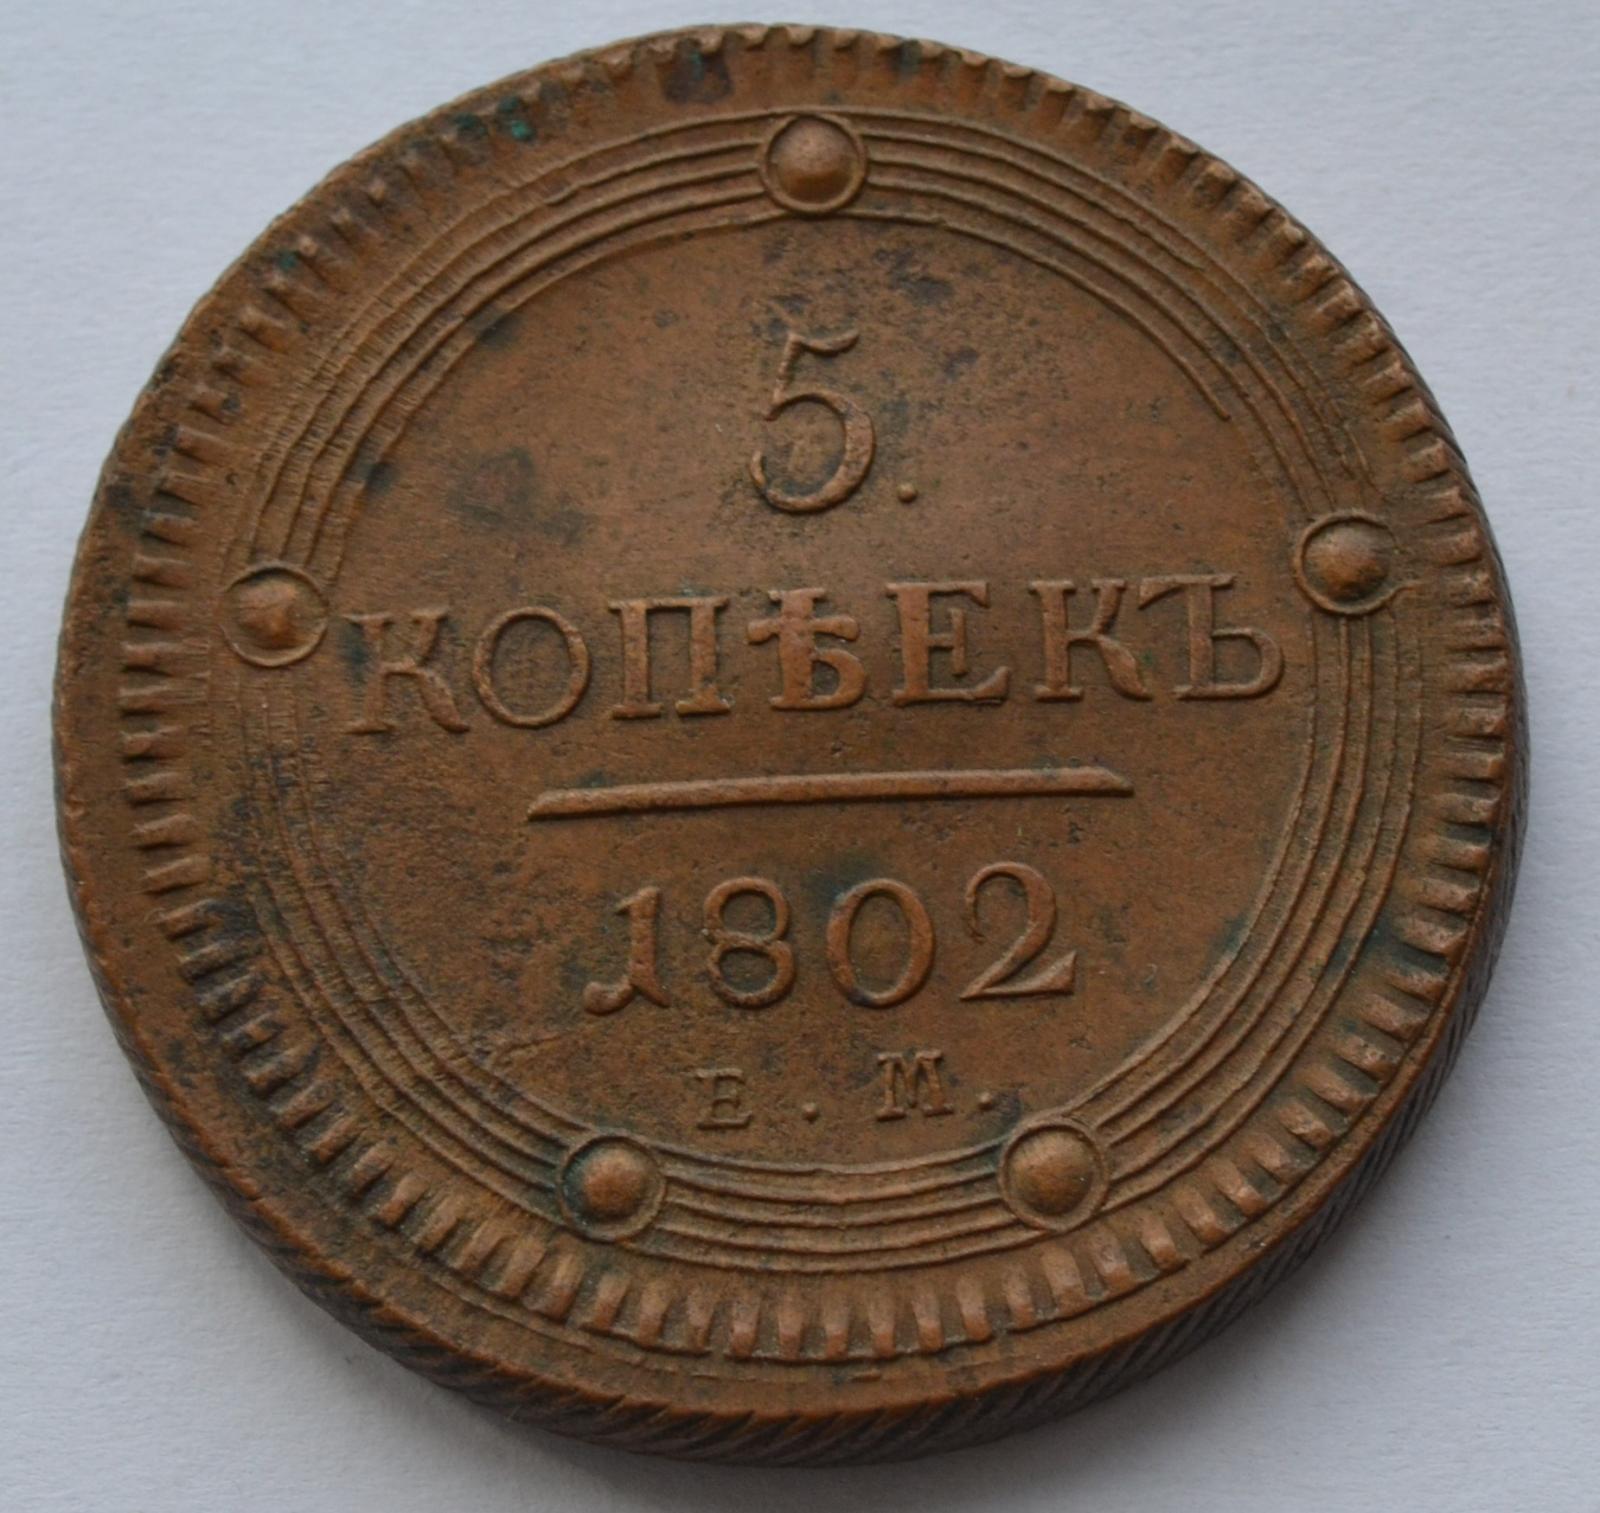 5.
КОПѢЕКЪ
1802
Е . М .